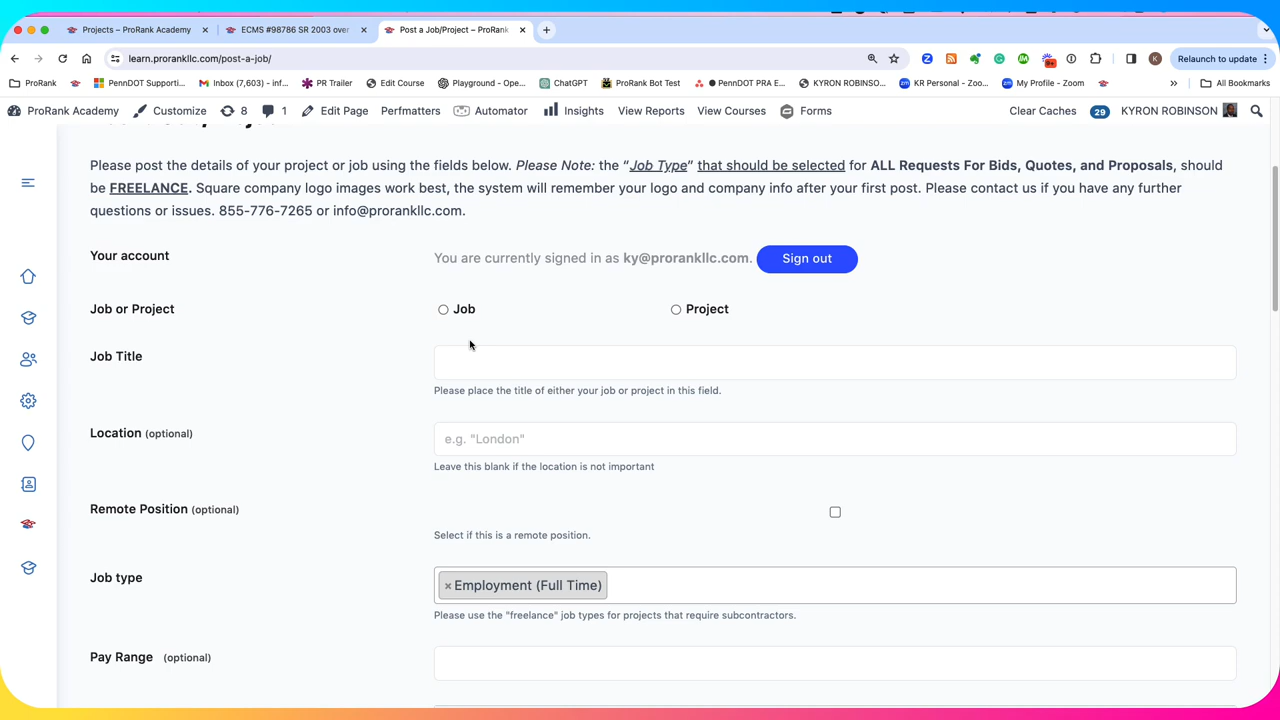 Projects – ProRank Academy
ECMS #98786 SR 2003 over
Post a Job/Project – ProRank
learn.prorankllc.com/post-a-job/
K
Relaunch to update
ProRank
PennDOT Supporti...
Inbox (7,603) - inf...
PR Trailer
Edit Course
Playground - Ope...
ChatGPT
ProRank Bot Test
PennDOT PRA E...
KYRON ROBINSON...
KR Personal - Zoom...
My Profile - Zoom
All Bookmarks
ProRank Academy
Customize
8
1
Edit Page
Perfmatters
Automator
Insights
View Reports
View Courses
Forms
Clear Caches
29
KYRON ROBINSON
Please post the details of your project or job using the fields below. Please Note: the “Job Type” that should be selected for ALL Requests For Bids, Quotes, and Proposals, should
be FREELANCE. Square company logo images work best, the system will remember your logo and company info after your first post. Please contact us if you have any further
questions or issues. 855-776-7265 or info@prorankllc.com.
Your account
You are currently signed in as ky@prorankllc.com.
Sign out
Job or Project
Job
Project
Job Title
Please place the title of either your job or project in this field.
Location (optional)
e.g. "London"
Leave this blank if the location is not important
Remote Position (optional)
Select if this is a remote position.
Job type
× Employment (Full Time)
Please use the "freelance" job types for projects that require subcontractors.
Pay Range (optional)